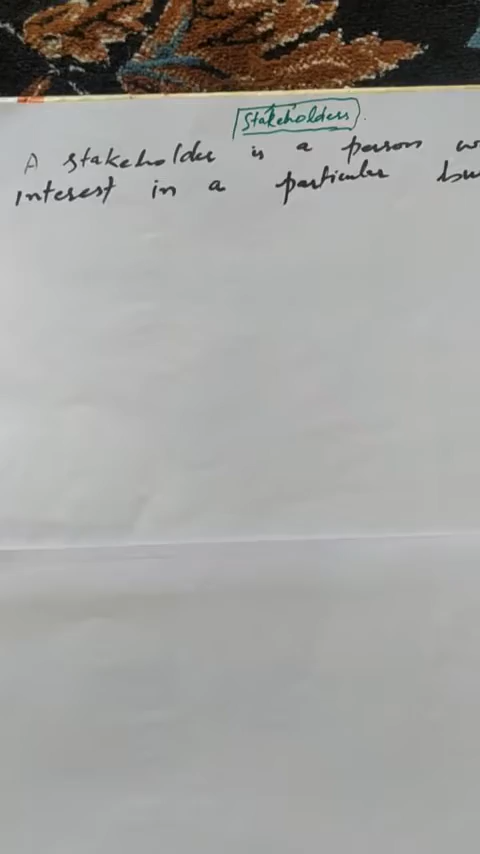 Stakeholders.
A stakeholder is a person
interest in a particular